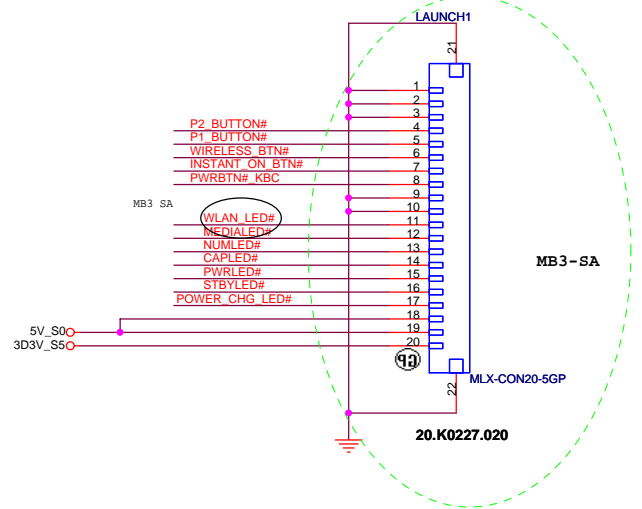 LAUNCH1
21
1
2
3
P2_BUTTON# 4
P1_BUTTON# 5
WIRELESS_BTN# 6
INSTANT_ON_BTN# 7
PWRBTN#_KBC 8
9
MB3 SA
10
WLAN_LED# 11
MEDIALED# 12
NUMLED# 13
MB3-SA
CAPLED# 14
PWRLED# 15
STBYLED# 16
POWER_CHG_LED# 17
18
5V_S0 19
3D3V_S5 20
GP
MLX-CON20-5GP
22
20.K0227.020